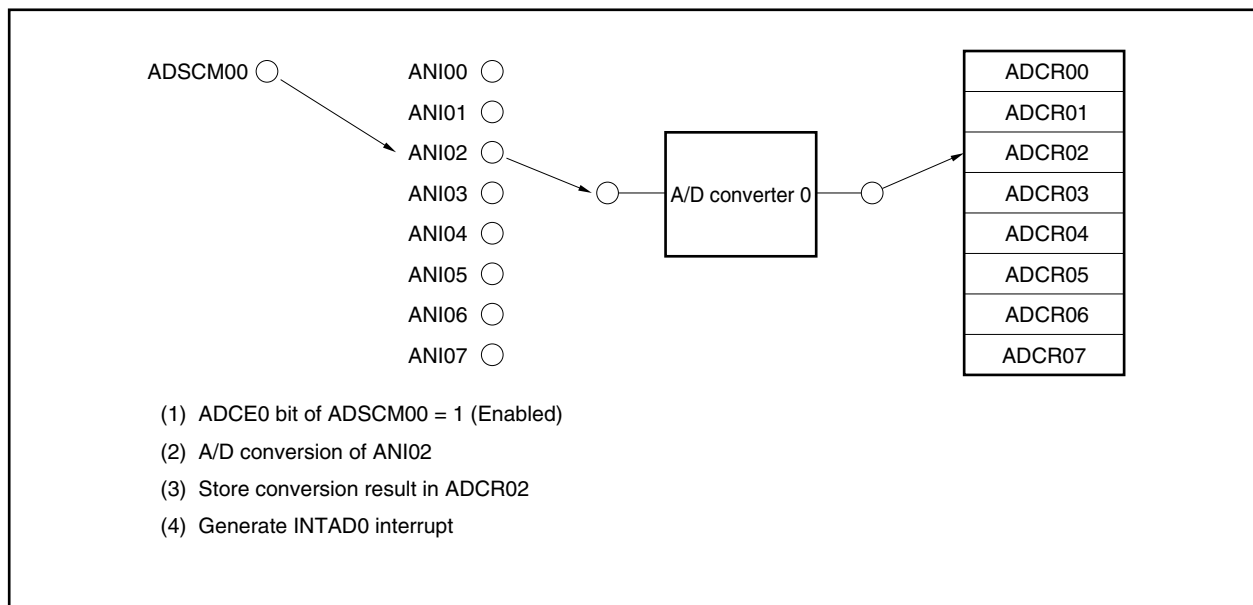 ADSCM00
ANI00
ANI01
ANI02
ANI03
ANI04
ANI05
ANI06
ANI07
A/D converter 0
ADCR00
ADCR01
ADCR02
ADCR03
ADCR04
ADCR05
ADCR06
ADCR07
(1) ADCE0 bit of ADSCM00 = 1 (Enabled)
(2) A/D conversion of ANI02
(3) Store conversion result in ADCR02
(4) Generate INTAD0 interrupt